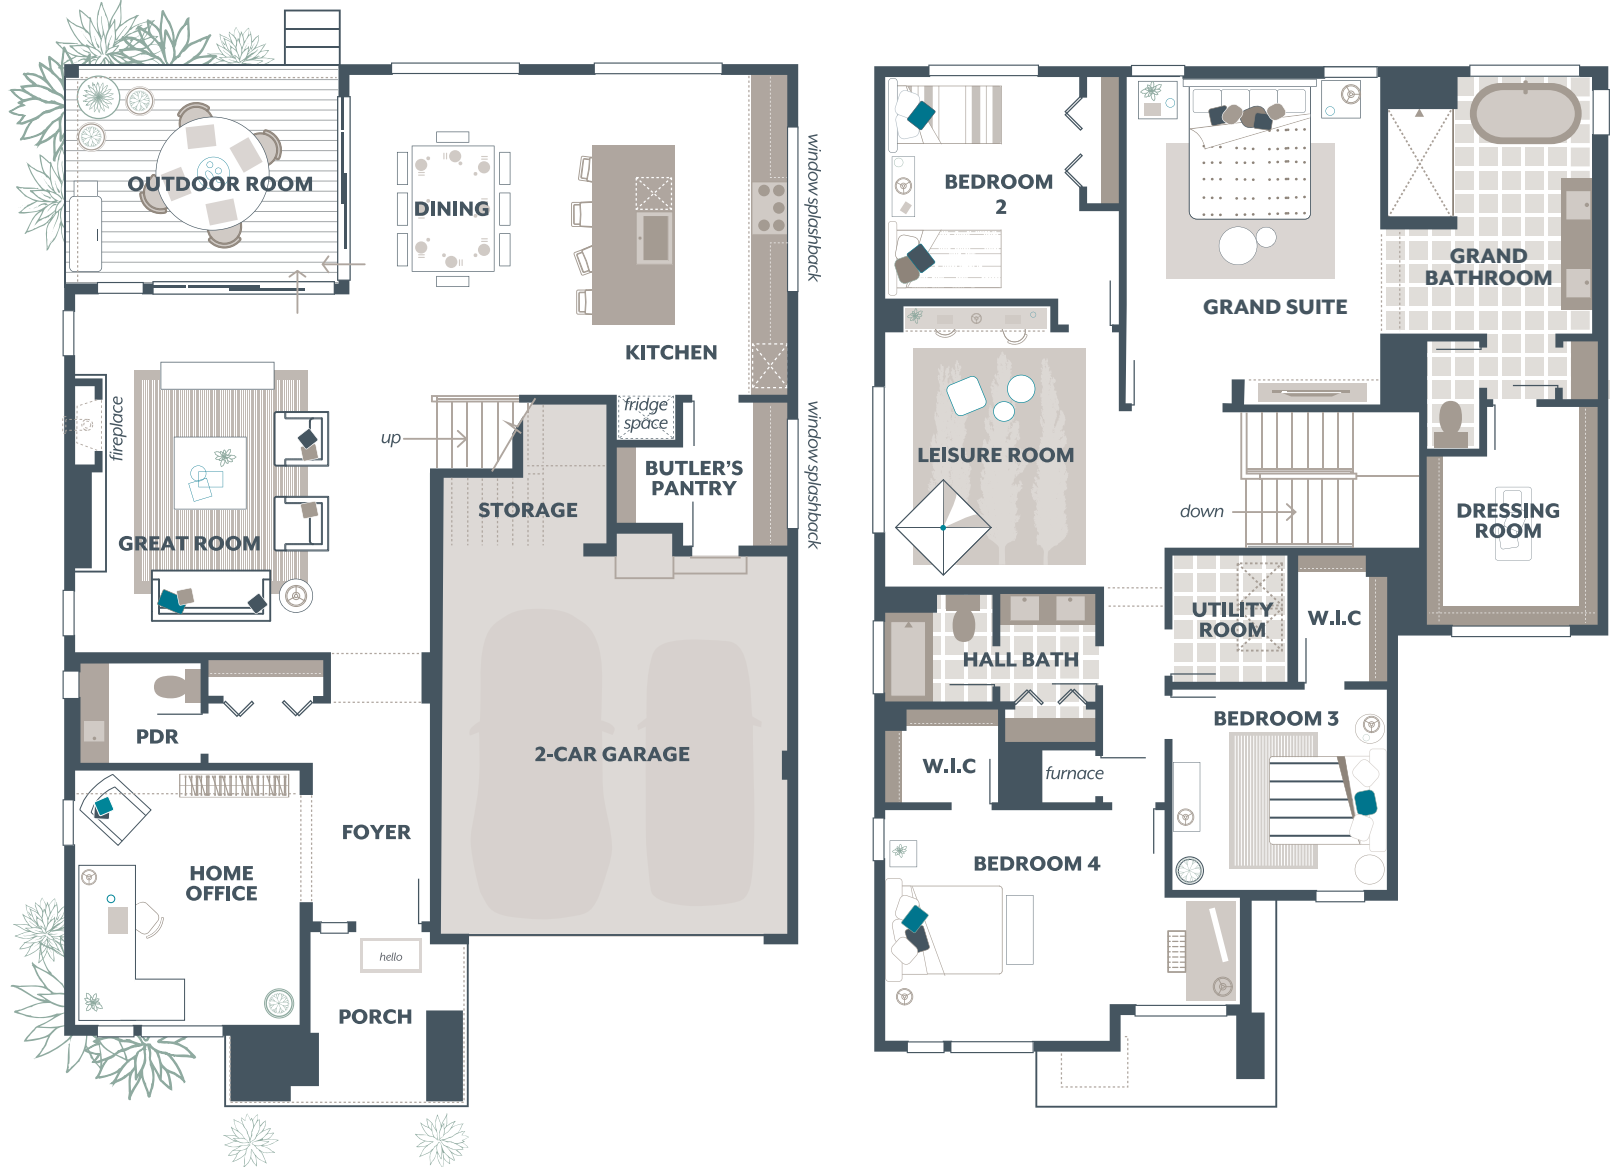 OUTDOOR ROOM
DINING
KITCHEN
window splashback
fridge
space
BUTLER'S
PANTRY
window splashback
fireplace
up
GREAT ROOM
STORAGE
PDR
2-CAR GARAGE
FOYER
HOME
OFFICE
hello
PORCH
BEDROOM
2
GRAND SUITE
GRAND
BATHROOM
LEISURE ROOM
down
DRESSING
ROOM
UTILITY
ROOM
W.I.C
HALL BATH
BEDROOM 3
W.I.C
furnace
BEDROOM 4